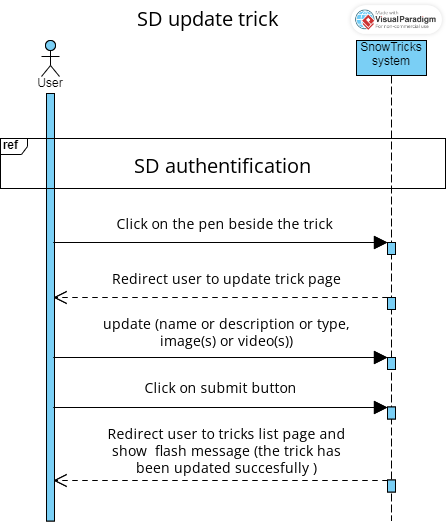 SD update trick
Made with
Visual Paradigm
For non-commercial use
User
SnowTricks
system
ref
SD authentification
Click on the pen beside the trick
Redirect user to update trick page
update (name or description or type,
image(s) or video(s))
Click on submit button
Redirect user to tricks list page and
show  flash message (the trick has
been updated succesfully )